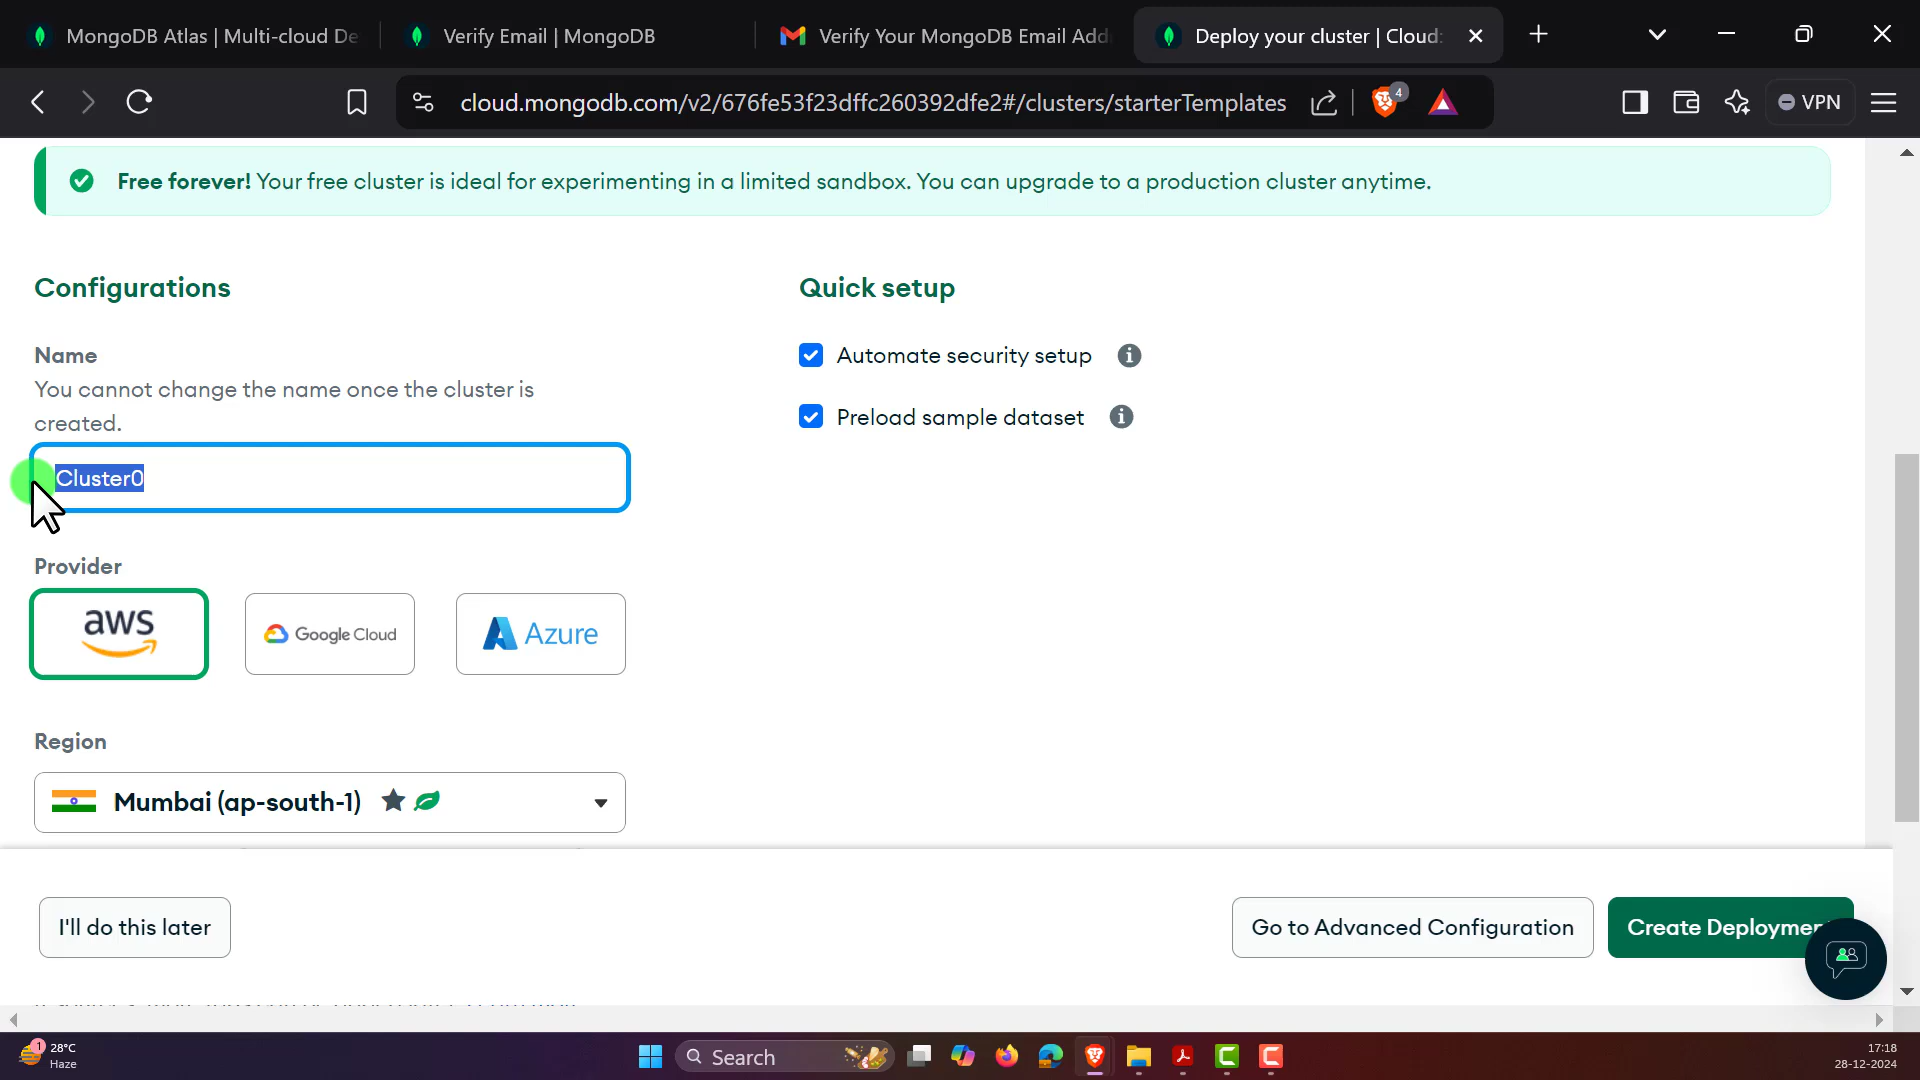 MongoDB Atlas | Multi-cloud De
Verify Email | MongoDB
Verify Your MongoDB Email Add
Deploy your cluster | Cloud:
cloud.mongodb.com/v2/676fe53f23dffc260392dfe2#/clusters/starterTemplates
4
VPN
Free forever! Your free cluster is ideal for experimenting in a limited sandbox. You can upgrade to a production cluster anytime.
Configurations
Name
You cannot change the name once the cluster is
created.
Cluster0
Provider
aws
Google Cloud
Azure
Region
Mumbai (ap-south-1)
Quick setup
Automate security setup
Preload sample dataset
I'll do this later
Go to Advanced Configuration
Create Deploymen
1
28°C
Haze
Search
17:18
28-12-2024